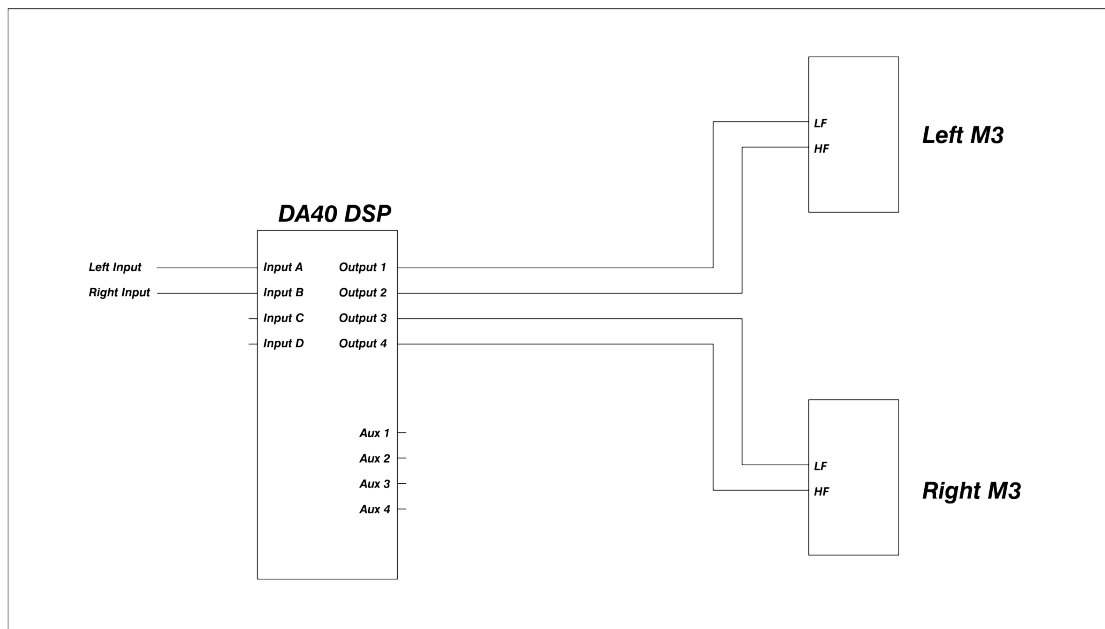 LF
Left M3
HF
DA40 DSP
Left Input
Input A
Output 1
Right Input
Input B
Output 2
Input C
Output 3
Input D
Output 4
Aux 1
Aux 2
Aux 3
Aux 4
LF
HF
Right M3